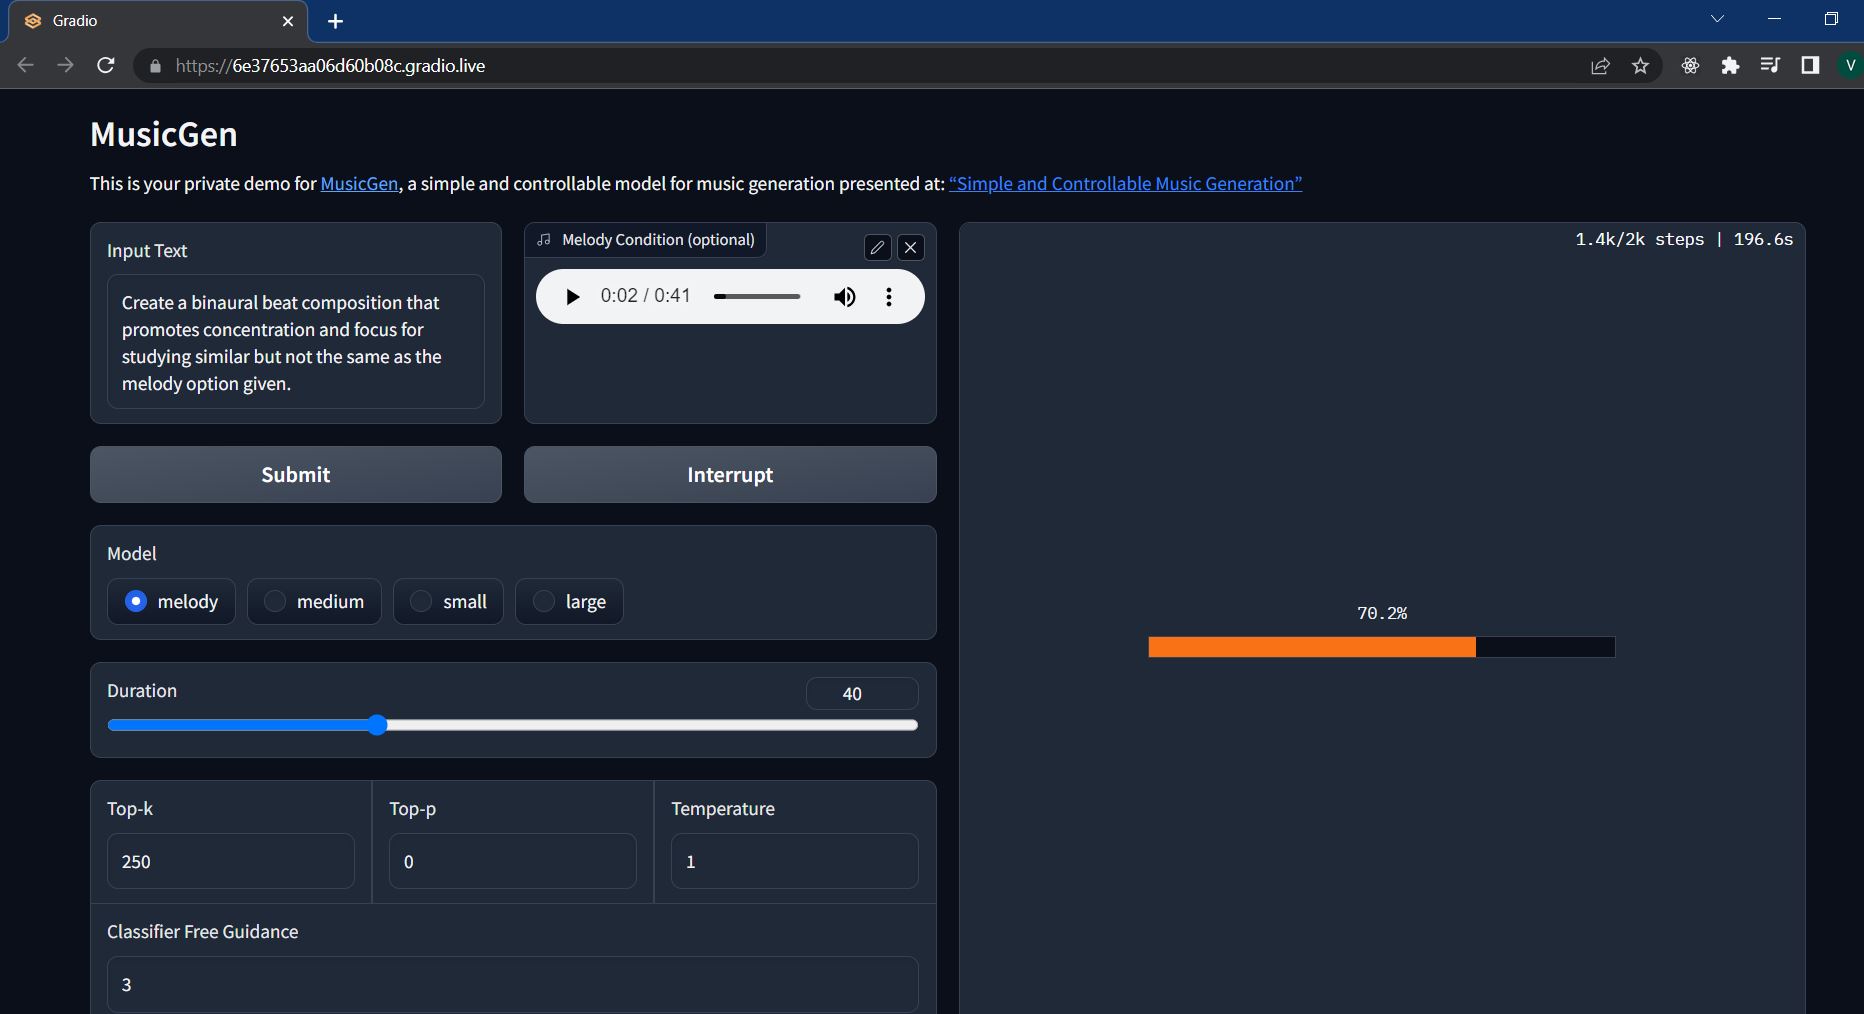 Gradio
https://6e37653aa06d60b08c.gradio.live
V
MusicGen
This is your private demo for MusicGen, a simple and controllable model for music generation presented at: “Simple and Controllable Music Generation”
Input Text
Create a binaural beat composition that
promotes concentration and focus for
studying similar but not the same as the
melody option given.
Melody Condition (optional)
0:02 / 0:41
1.4k/2k steps | 196.6s
Submit
Interrupt
Model
melody
medium
small
large
70.2%
Duration
40
Top-k
Top-p
Temperature
250
0
1
Classifier Free Guidance
3